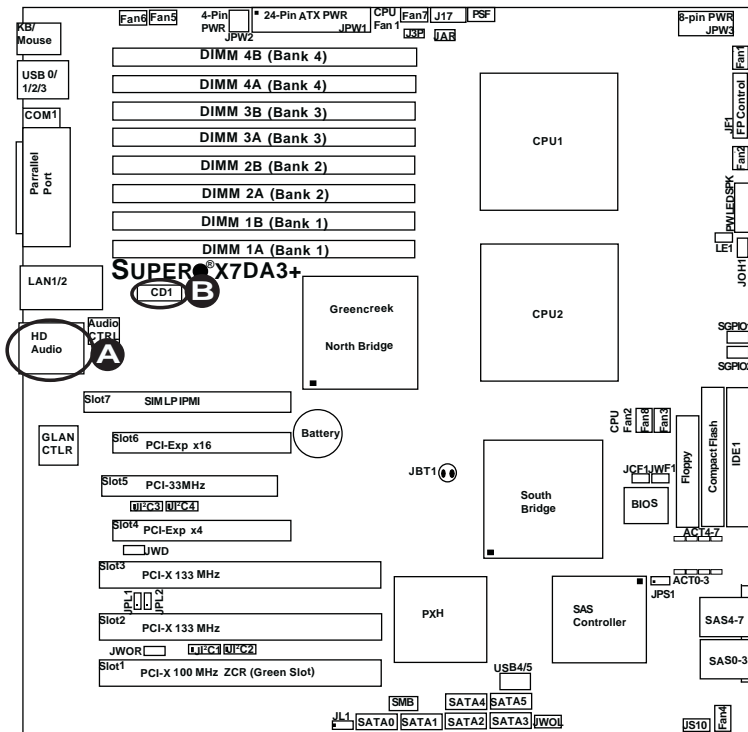 Fan6 Fan5
4-Pin PWR
JPW2
24-Pin ATX PWR
JPW1
CPU Fan 1
Fan7
J17
PSF
J3P
JAR
8-pin PWR
JPW3
KB/
Mouse
USB 0/
1/2/3
COM1
Parrallel
Port
LAN1/2
HD
Audio
Audio
CTRL
A
DIMM 4B (Bank 4)
DIMM 4A (Bank 4)
DIMM 3B (Bank 3)
DIMM 3A (Bank 3)
DIMM 2B (Bank 2)
DIMM 2A (Bank 2)
DIMM 1B (Bank 1)
DIMM 1A (Bank 1)
SUPER®X7DA3+
CD1
B
CPU1
CPU2
Greencreek
North Bridge
Fan1
JF1
FP Control
Fan2
PWLEDSPK
LE1
JOH1
SGPIO1
SGPIO2
Slot7 SIMLP IPMI
GLAN
CTLR
Slot6 PCI-Exp x16
Battery
Slot5 PCI-33MHz
JI²C3 JI²C4
Slot4 PCI-Exp x4
JWD
Slot3 PCI-X 133 MHz
JPL1
JPL2
Slot2 PCI-X 133 MHz
JWOR
JI²C1 JI²C2
Slot1 PCI-X 100 MHz ZCR (Green Slot)
JBT1
South
Bridge
CPU
Fan2
Fan8
Fan3
JCF1 JWF1
BIOS
Floppy
Compact Flash
IDE1
ACT4-7
ACT0-3
JPS1
PXH
SAS
Controller
SAS4-7
SAS0-3
USB4/5
SMB
SATA4 SATA5
JL1
SATA0 SATA1 SATA2 SATA3
JWOL
JS10
Fan4